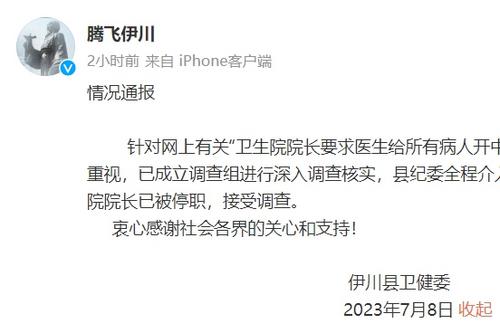 腾飞伊川
2小时前 来自 iPhone客户端
情况通报
针对网上有关“卫生院院长要求医生给所有病人开中
重视，已成立调查组进行深入调查核实，县纪委全程介入
院院长已被停职，接受调查。
衷心感谢社会各界的关心和支持！
伊川县卫健委
2023年7月8日 收起